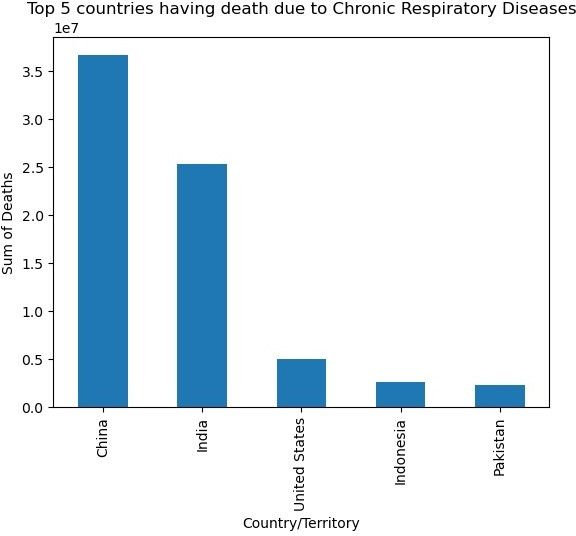 Top 5 countries having death due to Chronic Respiratory Diseases
1e7
3.5
3.0
2.5
2.0
1.5
1.0
0.5
0.0
Sum of Deaths
China
India
United States
Indonesia
Pakistan
Country/Territory